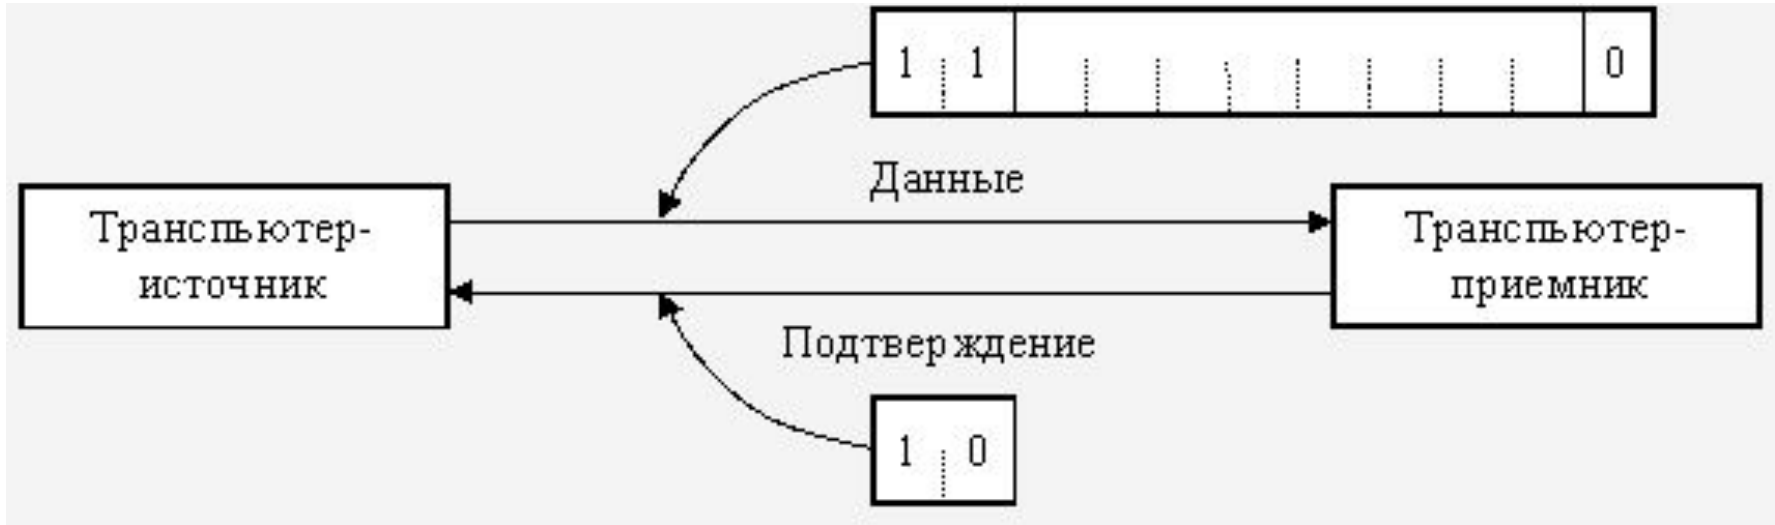 1 1 0
Данные
Транспьютер-
источник
Транспьютер-
приемник
Подтверждение
1 0